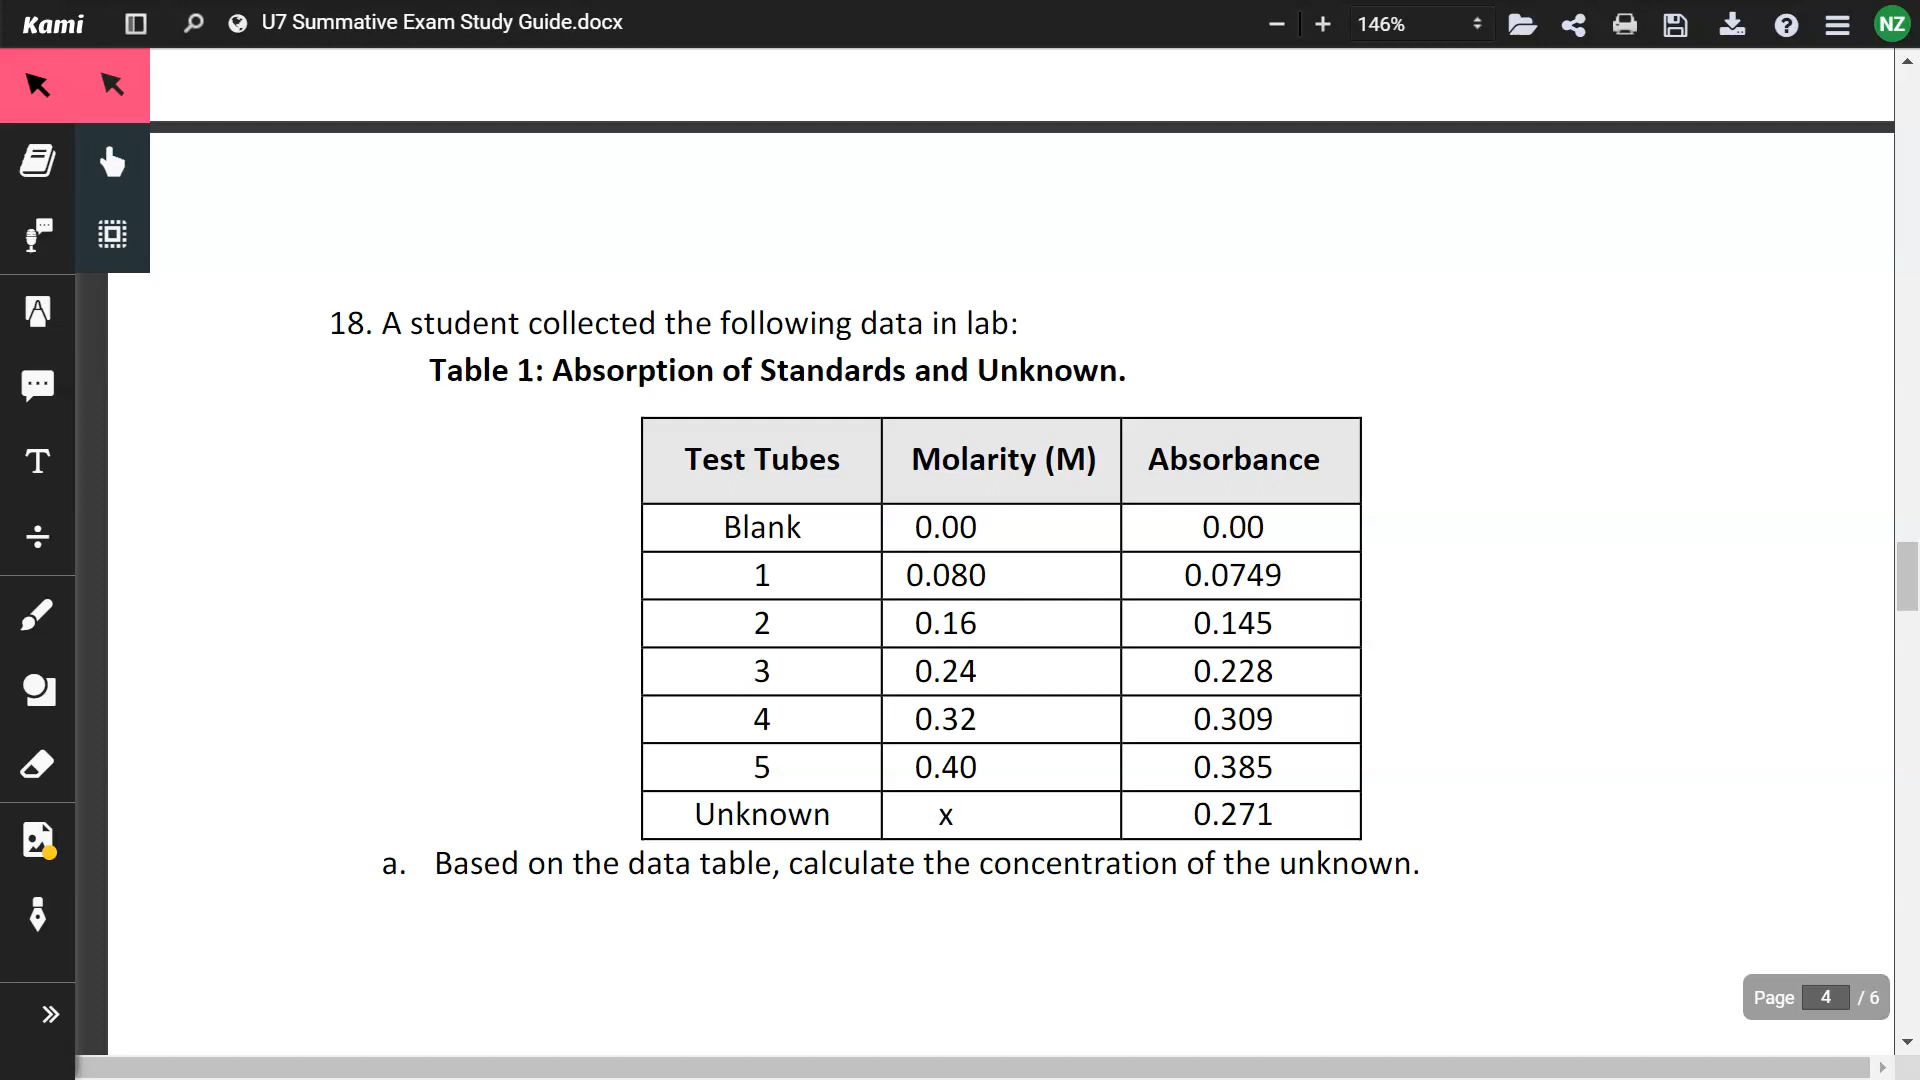 Kami U7 Summative Exam Study Guide.docx 146% NZ
18. A student collected the following data in lab:
Table 1: Absorption of Standards and Unknown.
Test Tubes Molarity (M) Absorbance
Blank 0.00 0.00
1 0.080 0.0749
2 0.16 0.145
3 0.24 0.228
4 0.32 0.309
5 0.40 0.385
Unknown x 0.271
a. Based on the data table, calculate the concentration of the unknown.
Page 4 / 6